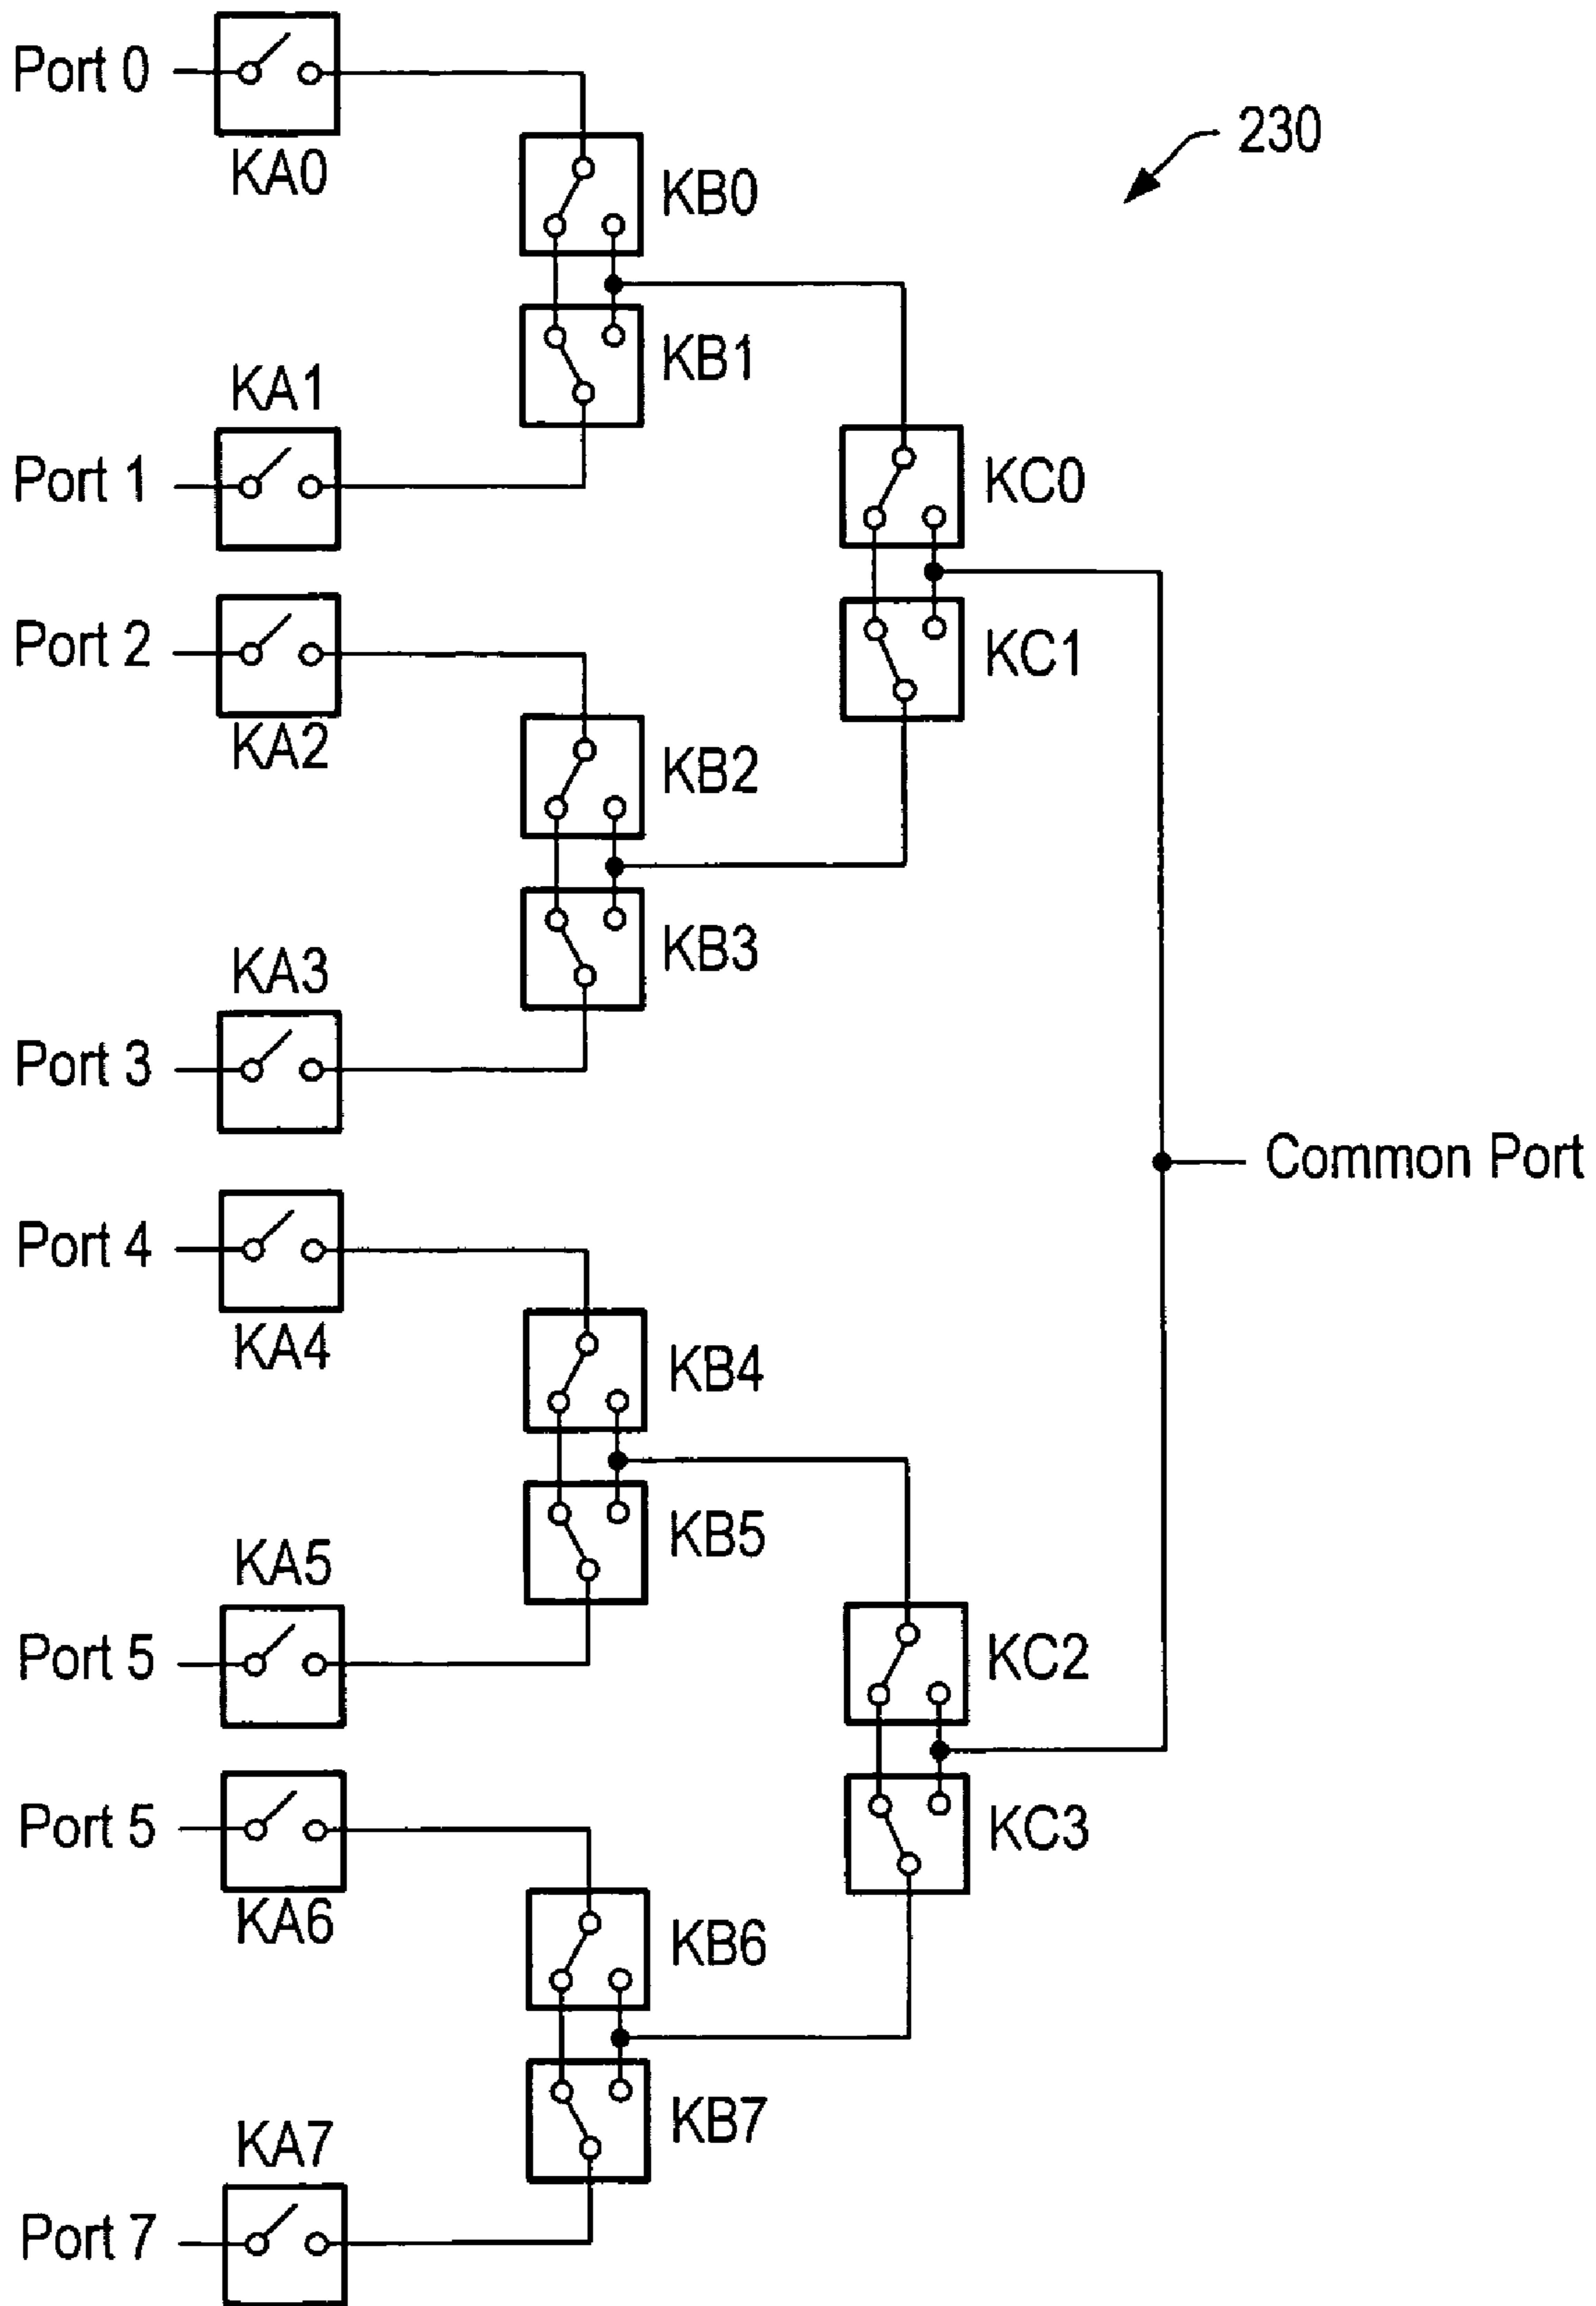 Port 0
KA0
230
KB0
KB1
KA1
Port 1
KC0
Port 2
KA2
KC1
KB2
KB3
KA3
Port 3
Common Port
Port 4
KA4
KB4
KB5
KA5
Port 5
KC2
Port 5
KA6
KC3
KB6
KB7
KA7
Port 7